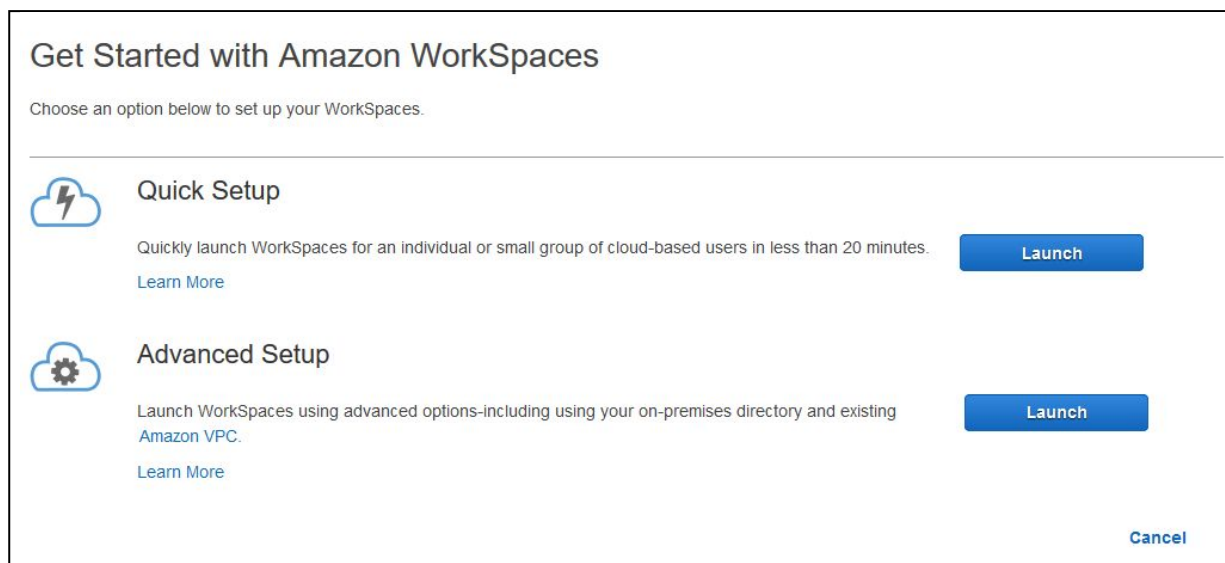 Get Started with Amazon WorkSpaces
Choose an option below to set up your WorkSpaces.
Quick Setup
Quickly launch WorkSpaces for an individual or small group of cloud-based users in less than 20 minutes.
Launch
Learn More
Advanced Setup
Launch WorkSpaces using advanced options-including using your on-premises directory and existing
Amazon VPC.
Launch
Learn More
Cancel